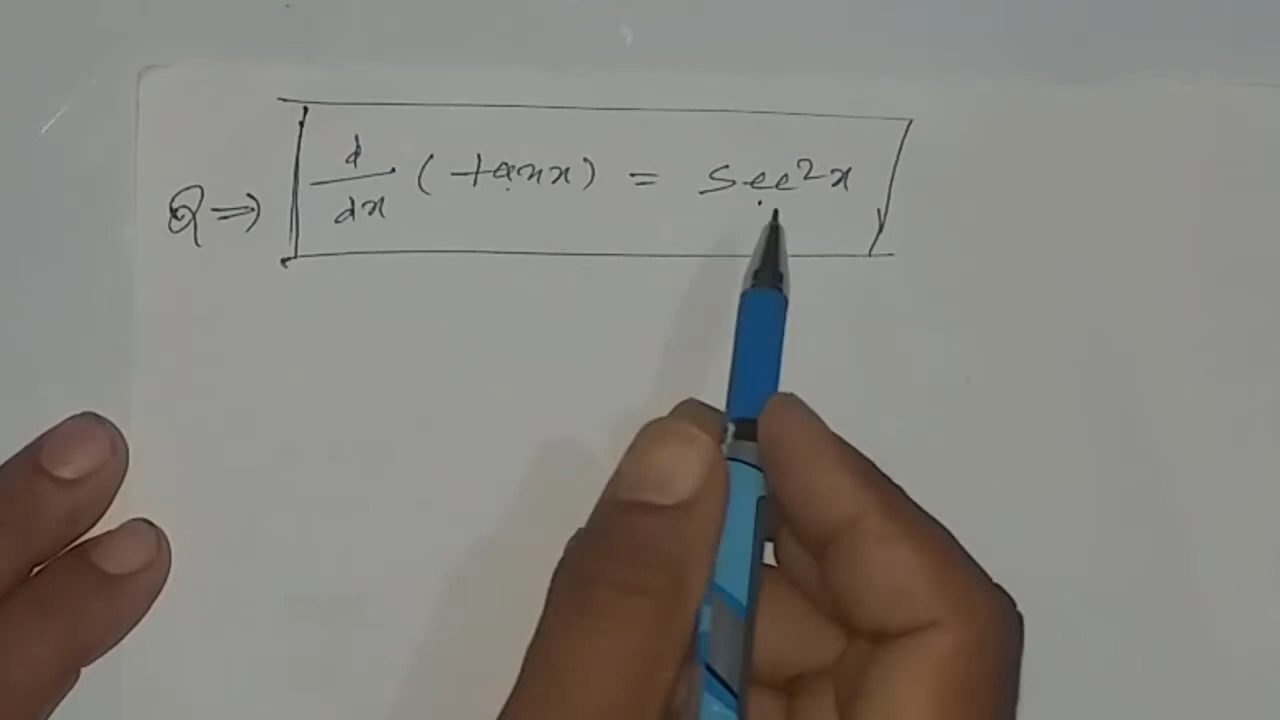 Q ⇒ d/dx (tanx) = Sec²x